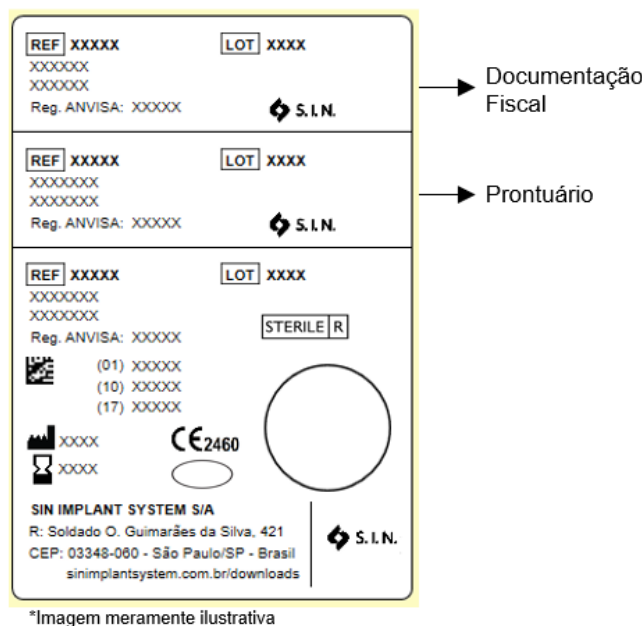 REF XXXXX LOT XXXX
XXXXXX
XXXXXX
Reg. ANVISA: XXXXX S.I.N.
Documentação
Fiscal
REF XXXXX LOT XXXX
XXXXXXX
XXXXXXX
Reg. ANVISA: XXXXX S.I.N.
Prontuário
REF XXXXX LOT XXXX
XXXXXXX
XXXXXXX
Reg. ANVISA: XXXXX
STERILE R
(01) XXXXX
(10) XXXXX
(17) XXXXX
XXXX
CE2460
XXXX
SIN IMPLANT SYSTEM S/A
R: Soldado O. Guimarães da Silva, 421
CEP: 03348-060 - São Paulo/SP - Brasil
sinimplantsystem.com.br/downloads
S.I.N.
*Imagem meramente ilustrativa